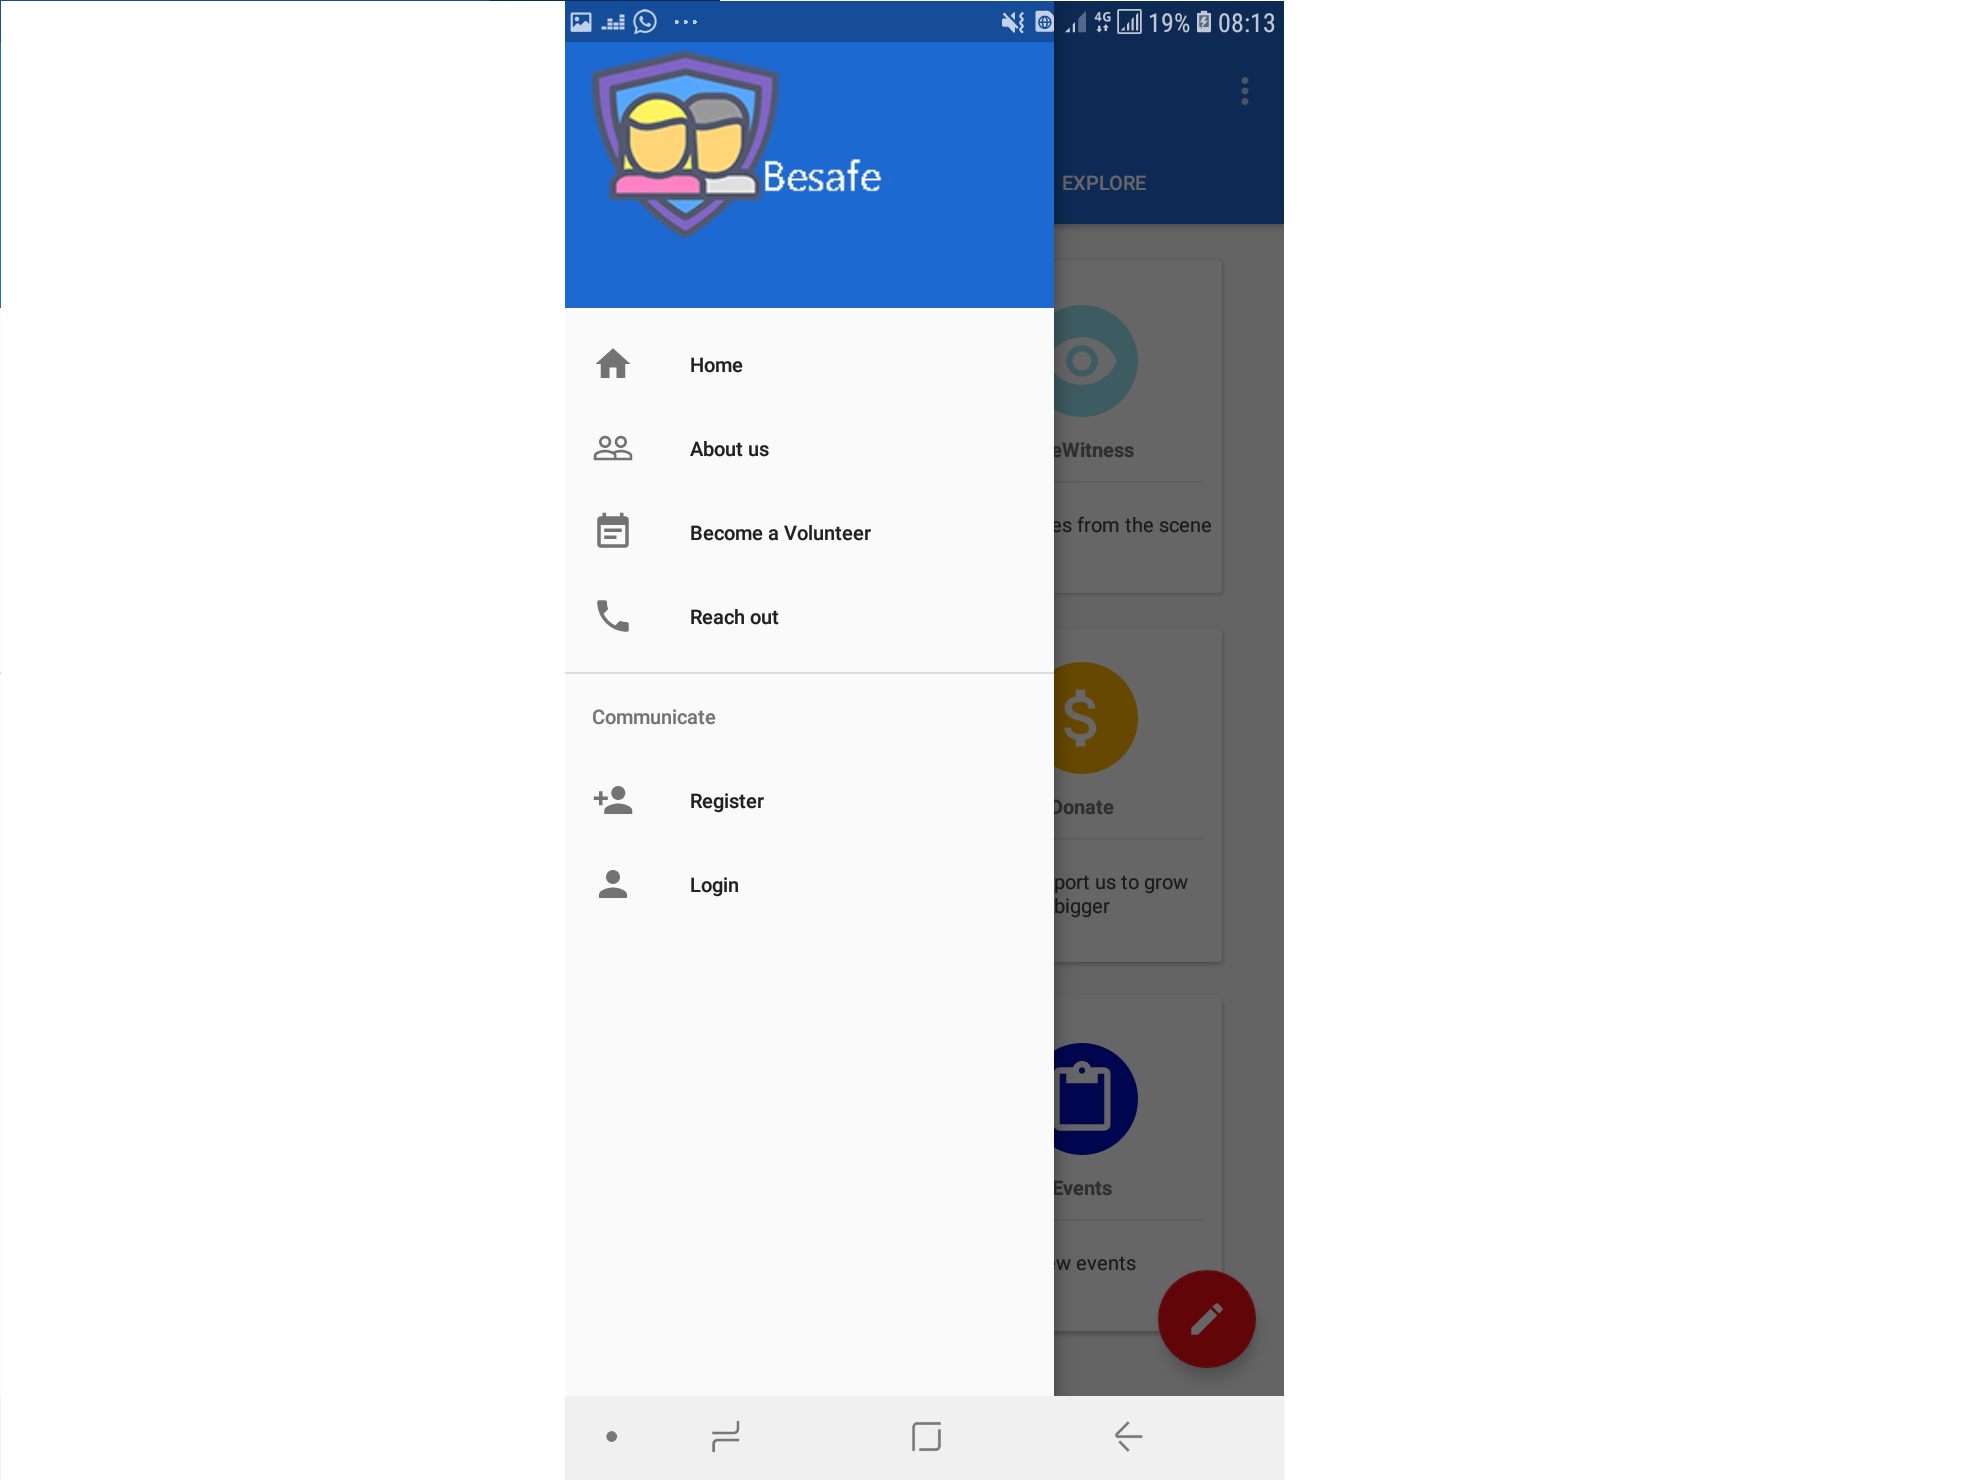 4G 19% 08:13
Besafe
EXPLORE
Home
About us
Become a Volunteer
Reach out
Communicate
Register
Login
eWitness
es from the scene
Donate
port us to grow
bigger
Events
w events